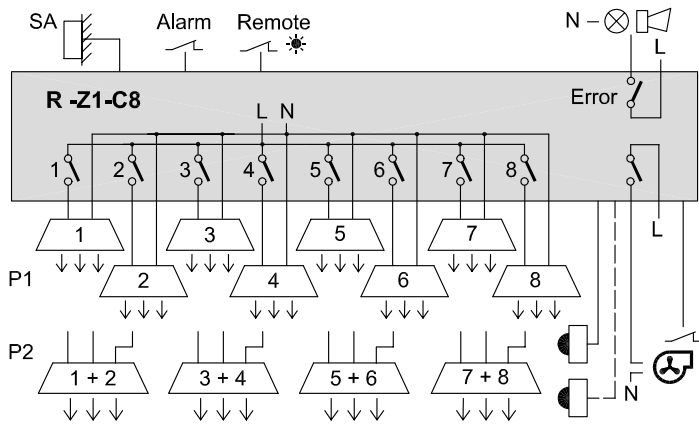 SA Alarm Remote N L
R -Z1-C8 L N Error
1 2 3 4 5 6 7 8
L
1 3 5 7
P1 2 4 6 8
P2 1 + 2 3 + 4 5 + 6 7 + 8 N